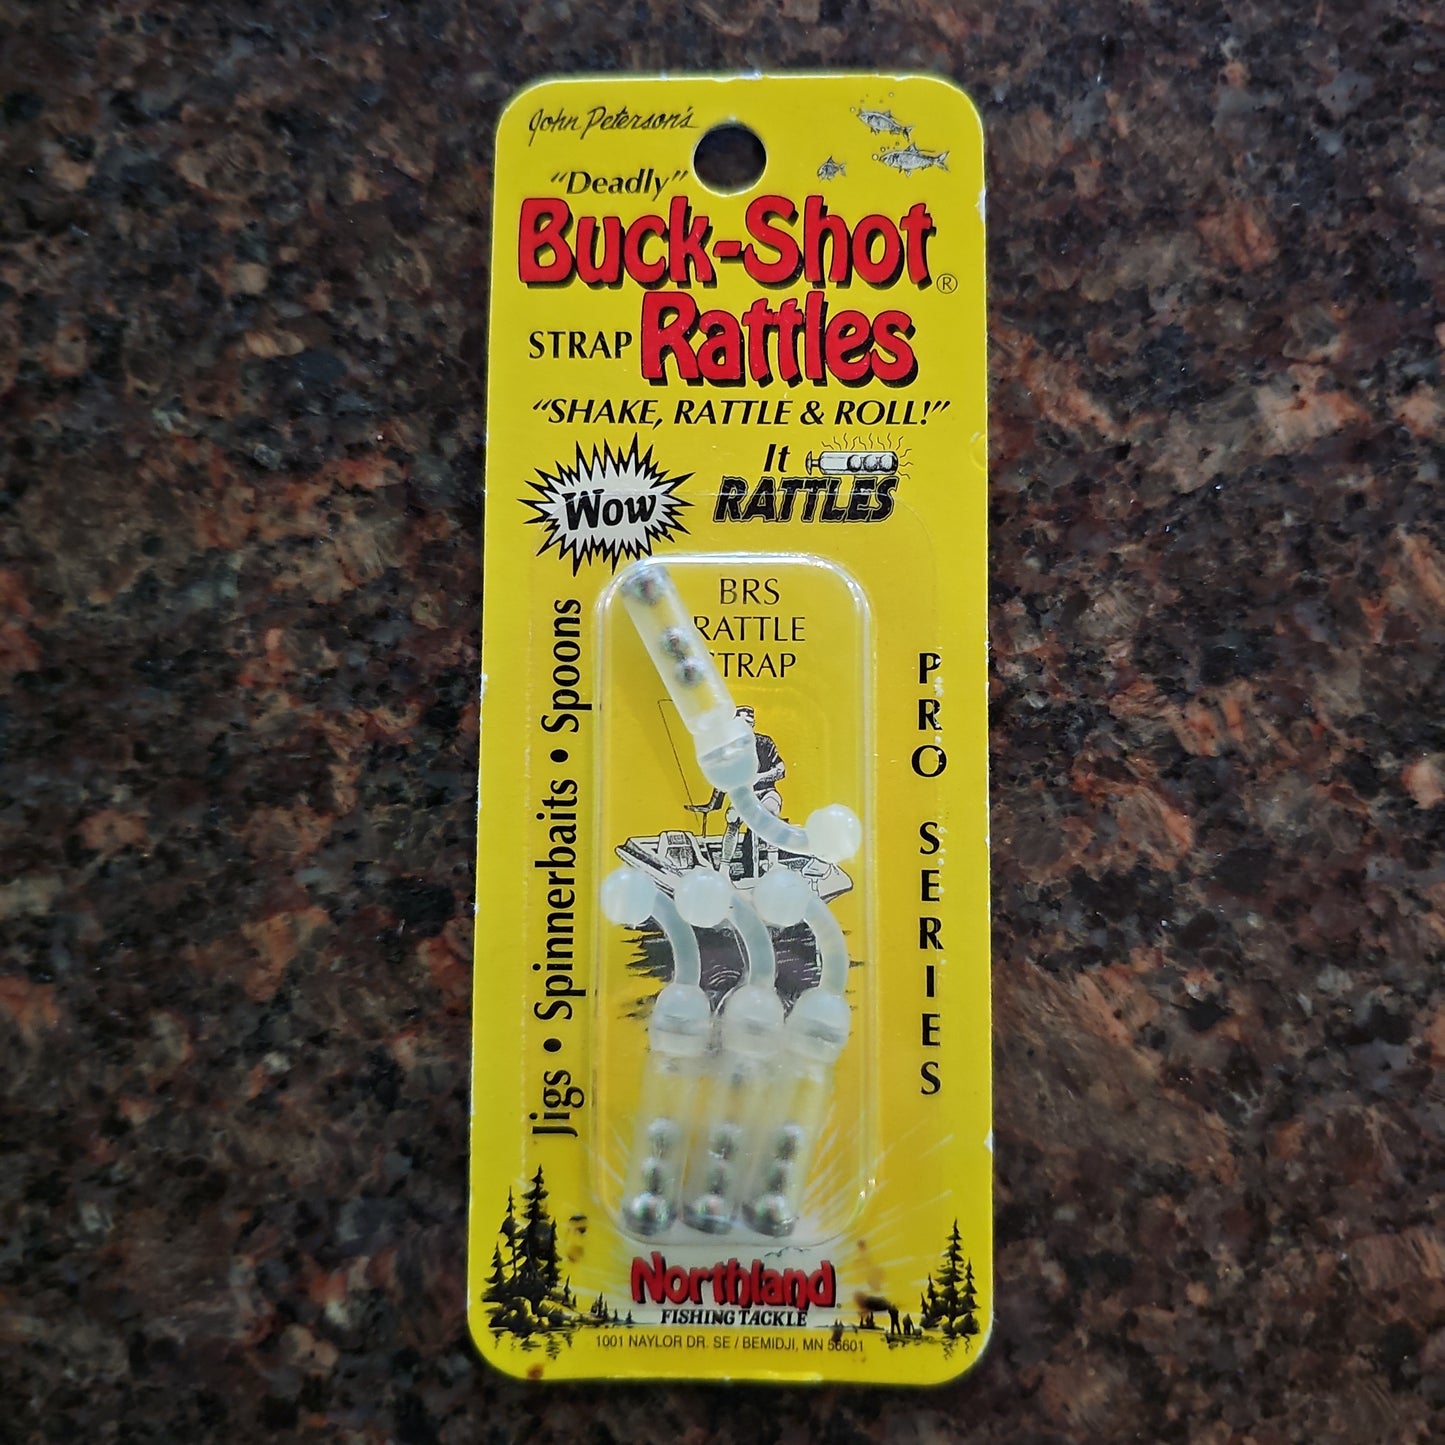 John Peterson's
"Deadly"
Buck-Shot®
STRAP Rattles
"SHAKE, RATTLE & ROLL!"
Wow
It
RATTLES
BRS
RATTLE
STRAP
Jigs • Spinnerbaits • Spoons
PRO SERIES
Northland
FISHING TACKLE
1001 NAYLOR DR. SE / BEMIDJI, MN 56601